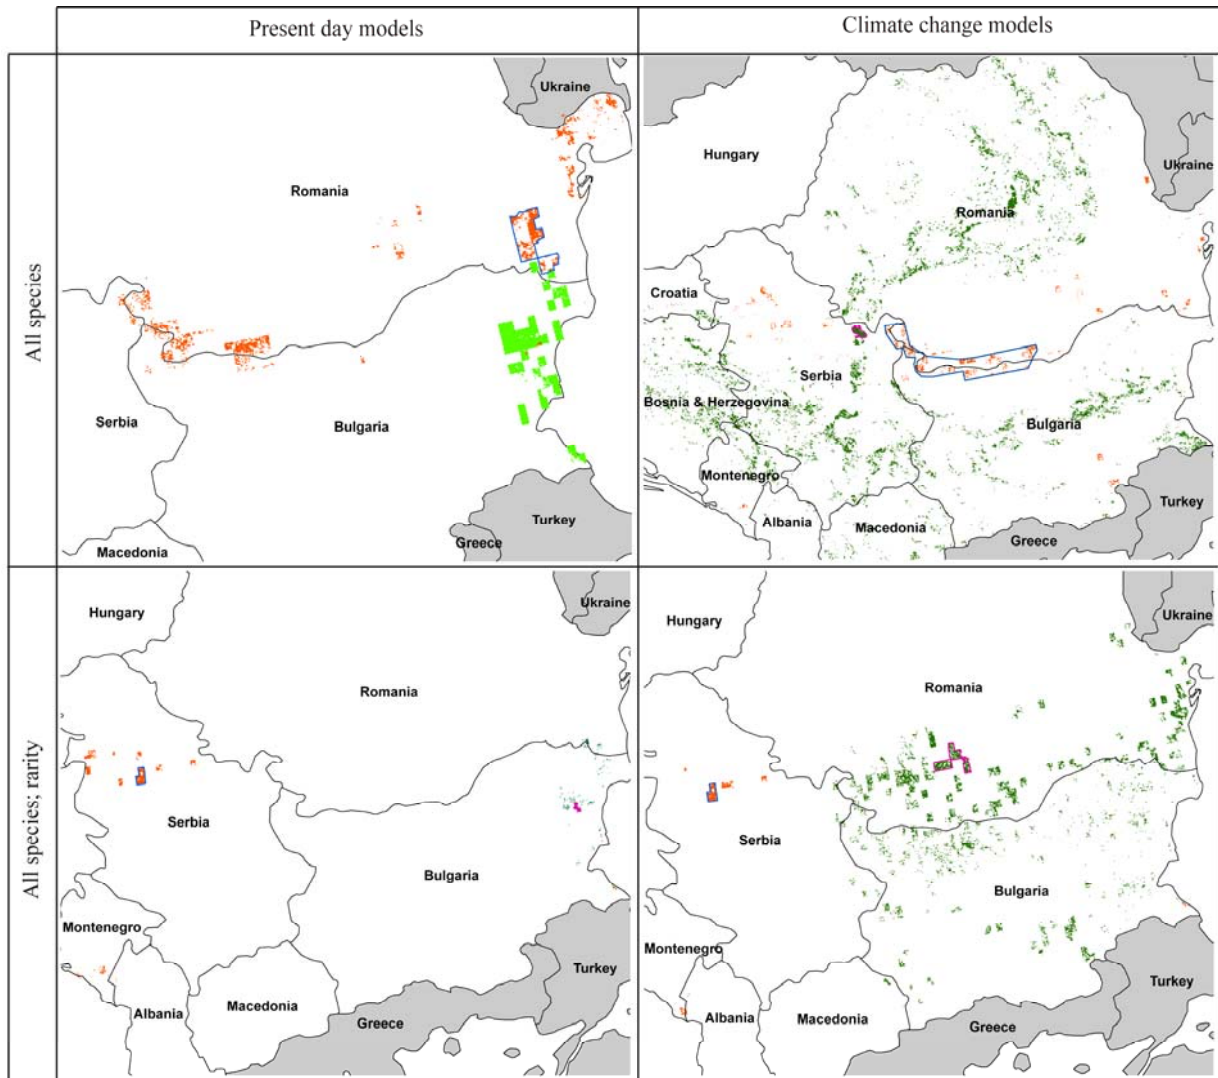 Present day models
Climate change models
All species
Ukraine
Romania
Serbia
Bulgaria
Turkey
Greece
Macedonia
Hungary
Ukraine
Romania
Croatia
Serbia
Bosnia & Herzegovina
Bulgaria
Montenegro
Turkey
Albania
Macedonia
Greece
All species; rarity
Hungary
Ukraine
Romania
Serbia
Bulgaria
Montenegro
Turkey
Albania
Macedonia
Greece
Hungary
Ukraine
Romania
Serbia
Bulgaria
Montenegro
Turkey
Albania
Macedonia
Greece